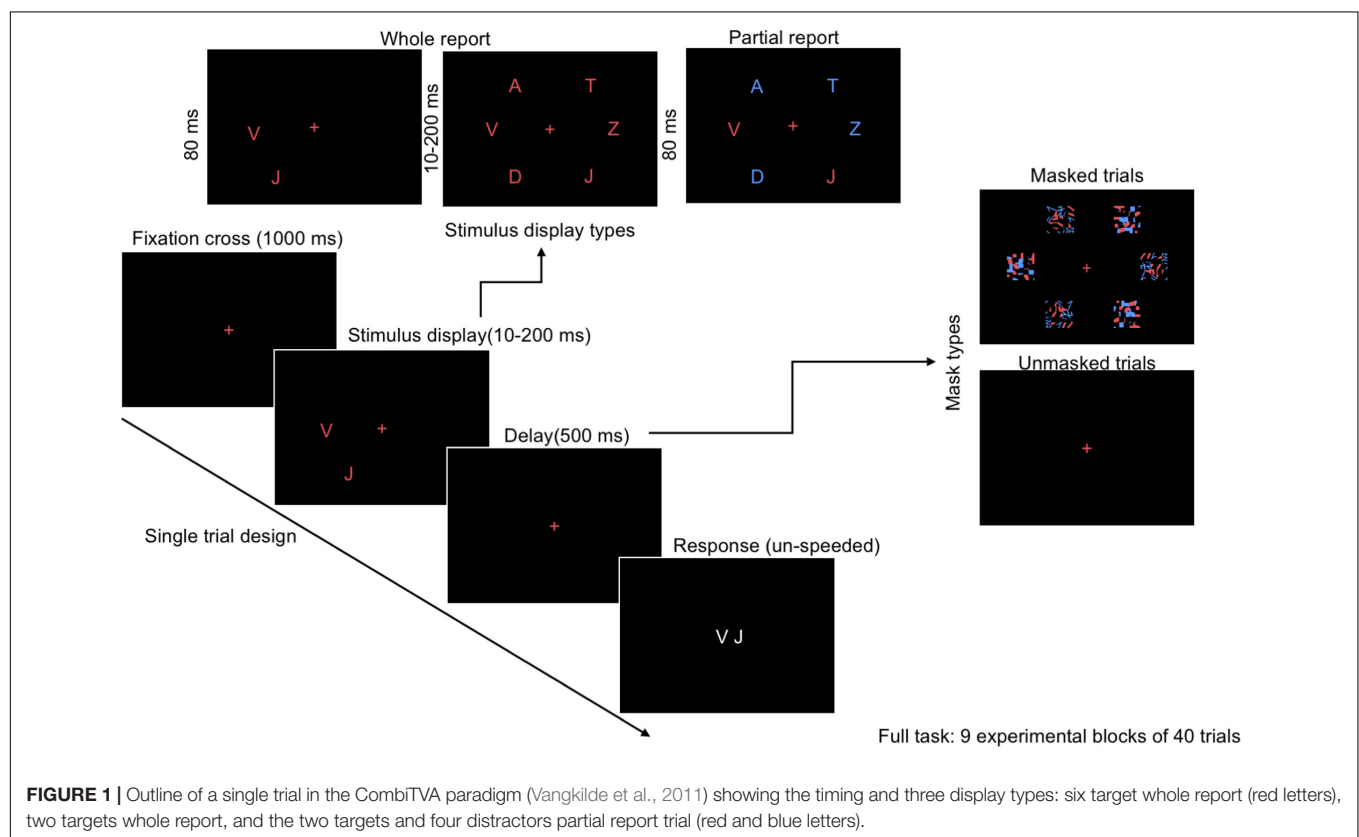 Whole report
Partial report
80 ms
V +
J
10-200 ms
A T
V + Z
D J
80 ms
A T
V + Z
D J
Stimulus display types
Fixation cross (1000 ms)
+
Stimulus display(10-200 ms)
V +
J
Delay(500 ms)
+
Response (un-speeded)
V J
Single trial design
Mask types
Masked trials
+
Unmasked trials
+
Full task: 9 experimental blocks of 40 trials
FIGURE 1 | Outline of a single trial in the CombiTVA paradigm (Vangkilde et al., 2011) showing the timing and three display types: six target whole report (red letters),
two targets whole report, and the two targets and four distractors partial report trial (red and blue letters).